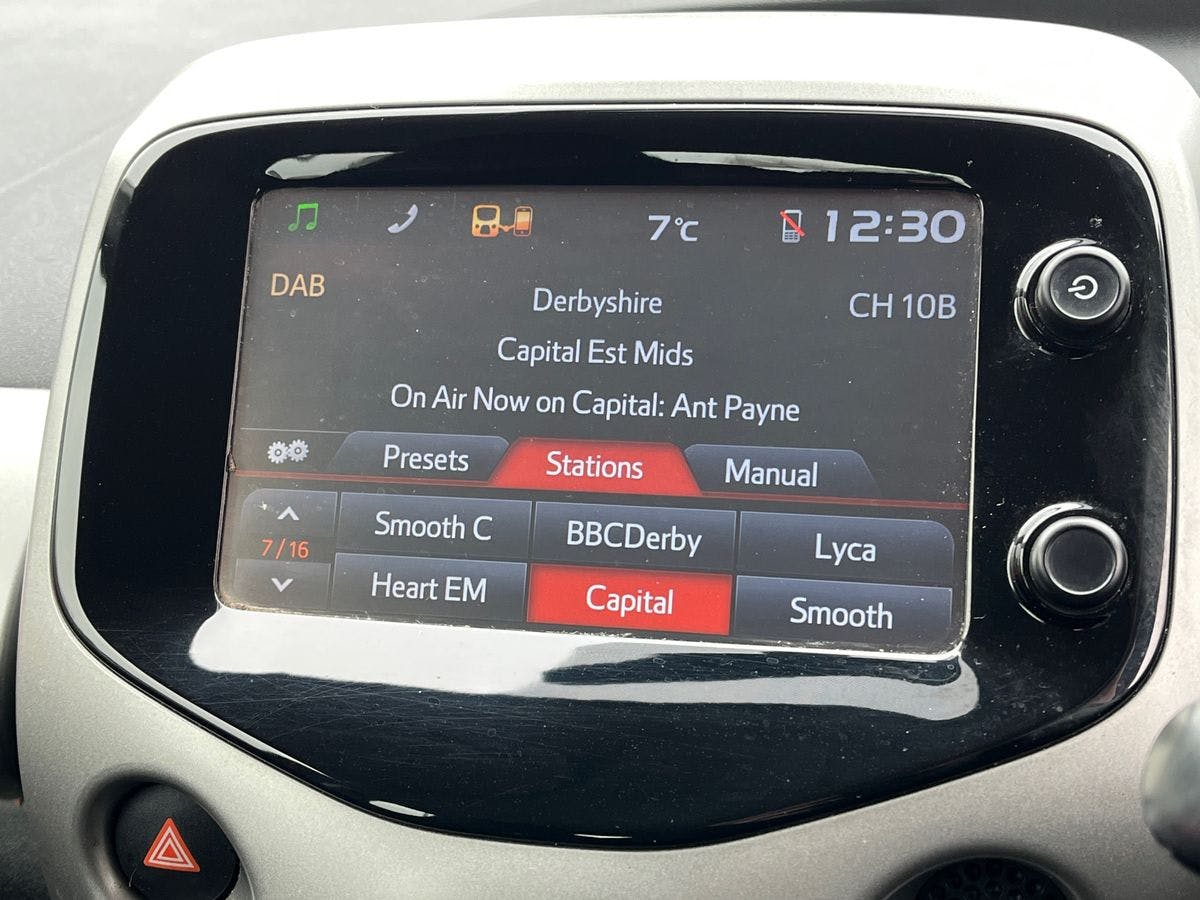 7°C 12:30
DAB
Derbyshire CH 10B
Capital Est Mids
On Air Now on Capital: Ant Payne
Presets Stations Manual
Smooth C BBCDerby Lyca
7/16
Heart EM Capital Smooth